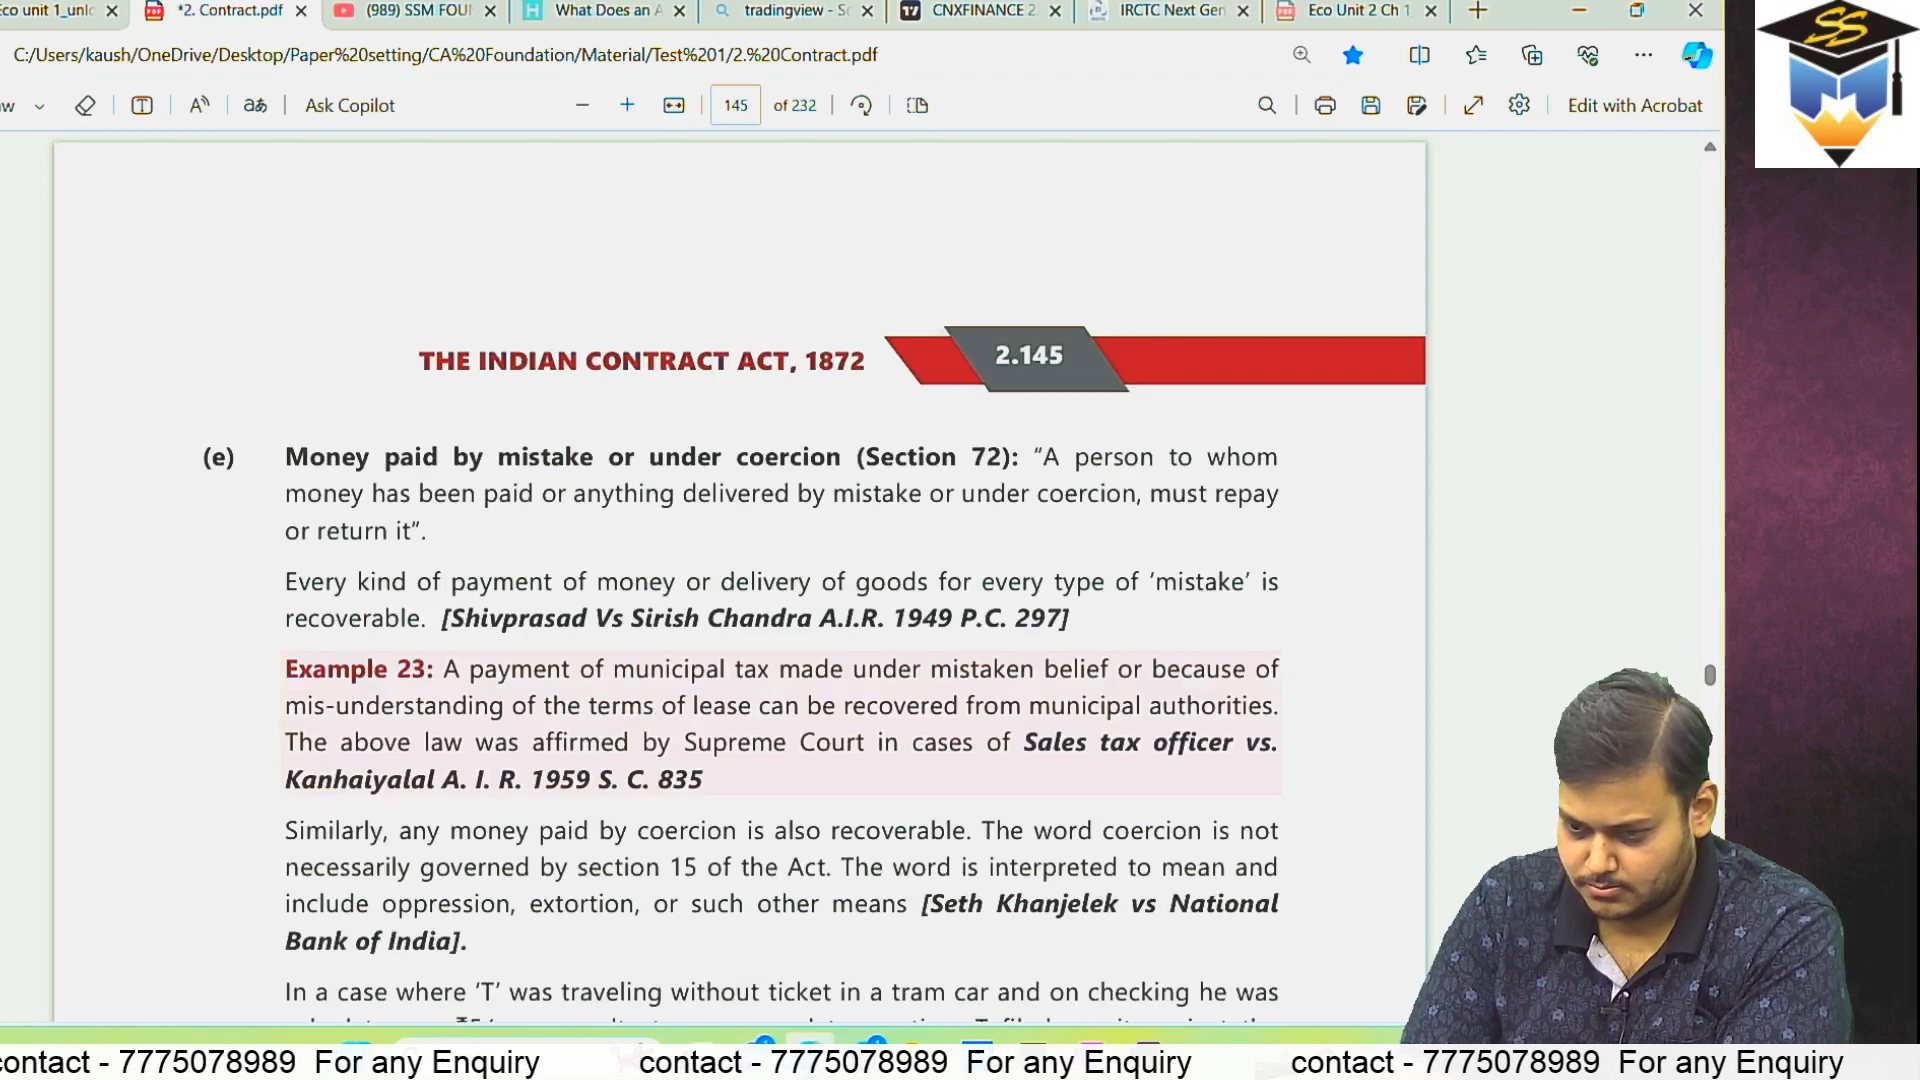 Eco unit 1_unlo
*2. Contract.pdf
(989) SSM FOUN
What Does an A
tradingview - Se
CNXFINANCE 2
IRCTC Next Gen
Eco Unit 2 Ch 1
C:/Users/kaush/OneDrive/Desktop/Paper%20setting/CA%20Foundation/Material/Test%201/2.%20Contract.pdf
Ask Copilot
145 of 232
Edit with Acrobat
SS
THE INDIAN CONTRACT ACT, 1872
2.145
(e) Money paid by mistake or under coercion (Section 72): “A person to whom
money has been paid or anything delivered by mistake or under coercion, must repay
or return it”.
Every kind of payment of money or delivery of goods for every type of ‘mistake’ is
recoverable. [Shivprasad Vs Sirish Chandra A.I.R. 1949 P.C. 297]
Example 23: A payment of municipal tax made under mistaken belief or because of
mis-understanding of the terms of lease can be recovered from municipal authorities.
The above law was affirmed by Supreme Court in cases of Sales tax officer vs.
Kanhaiyalal A. I. R. 1959 S. C. 835
Similarly, any money paid by coercion is also recoverable. The word coercion is not
necessarily governed by section 15 of the Act. The word is interpreted to mean and
include oppression, extortion, or such other means [Seth Khanjelek vs National
Bank of India].
In a case where ‘T’ was traveling without ticket in a tram car and on checking he was
contact - 7775078989 For any Enquiry
contact - 7775078989 For any Enquiry
contact - 7775078989 For any Enquiry